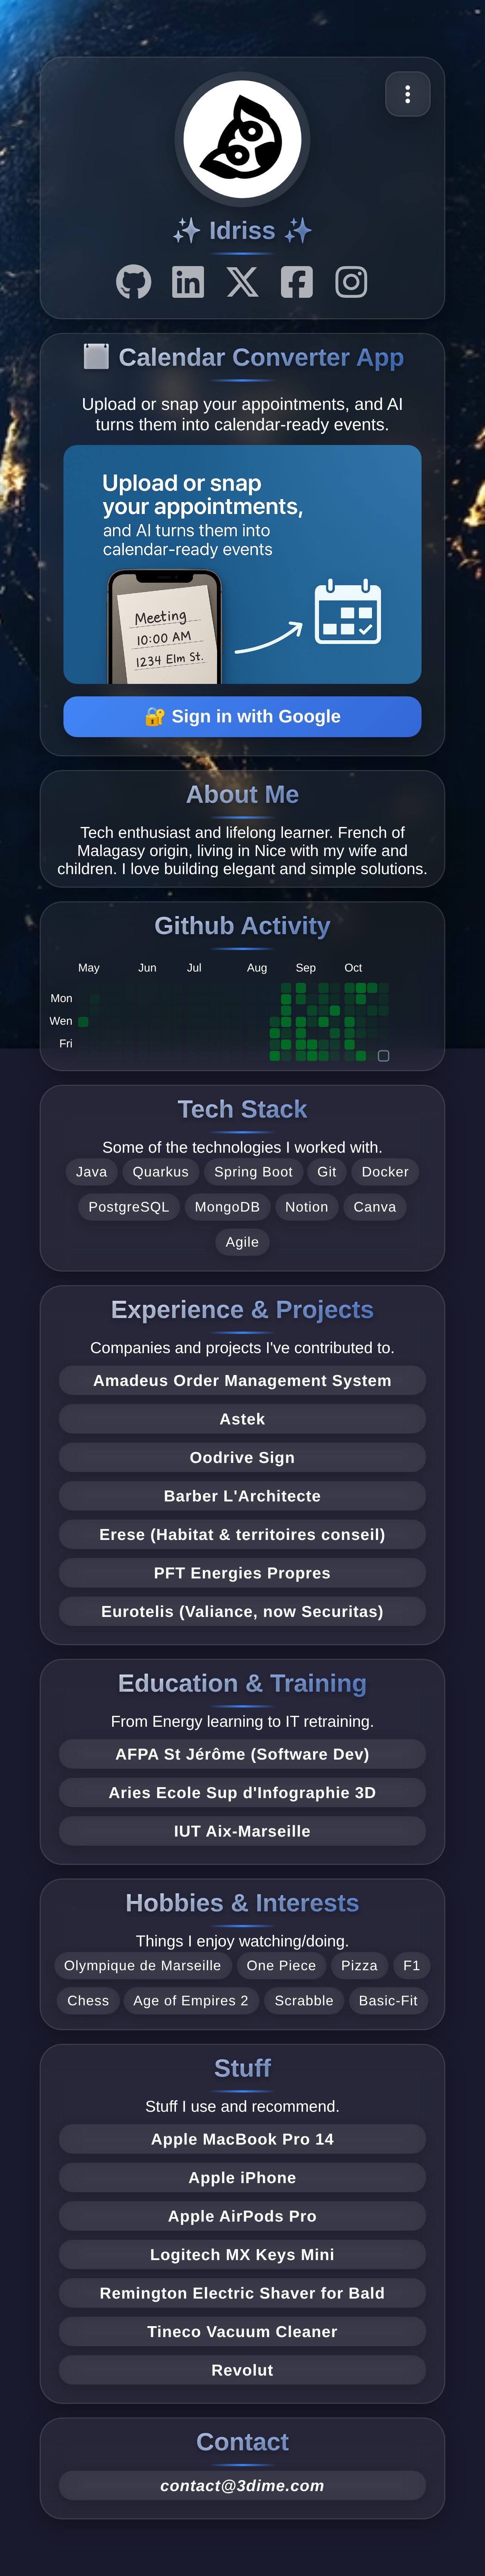 ✨ Idriss ✨
Calendar Converter App
Upload or snap your appointments, and AI
turns them into calendar-ready events.
Upload or snap
your appointments,
and AI turns them into
calendar-ready events
Meeting
10:00 AM
1234 Elm St.
🔐 Sign in with Google
About Me
Tech enthusiast and lifelong learner. French of
Malagasy origin, living in Nice with my wife and
children. I love building elegant and simple solutions.
Github Activity
May Jun Jul Aug Sep Oct
Mon
Wen
Fri
Tech Stack
Some of the technologies I worked with.
Java Quarkus Spring Boot Git Docker
PostgreSQL MongoDB Notion Canva
Agile
Experience & Projects
Companies and projects I've contributed to.
Amadeus Order Management System
Astek
Oodrive Sign
Barber L'Architecte
Erese (Habitat & territoires conseil)
PFT Energies Propres
Eurotelis (Valiance, now Securitas)
Education & Training
From Energy learning to IT retraining.
AFPA St Jérôme (Software Dev)
Aries Ecole Sup d'Infographie 3D
IUT Aix-Marseille
Hobbies & Interests
Things I enjoy watching/doing.
Olympique de Marseille One Piece Pizza F1
Chess Age of Empires 2 Scrabble Basic-Fit
Stuff
Stuff I use and recommend.
Apple MacBook Pro 14
Apple iPhone
Apple AirPods Pro
Logitech MX Keys Mini
Remington Electric Shaver for Bald
Tineco Vacuum Cleaner
Revolut
Contact
contact@3dime.com